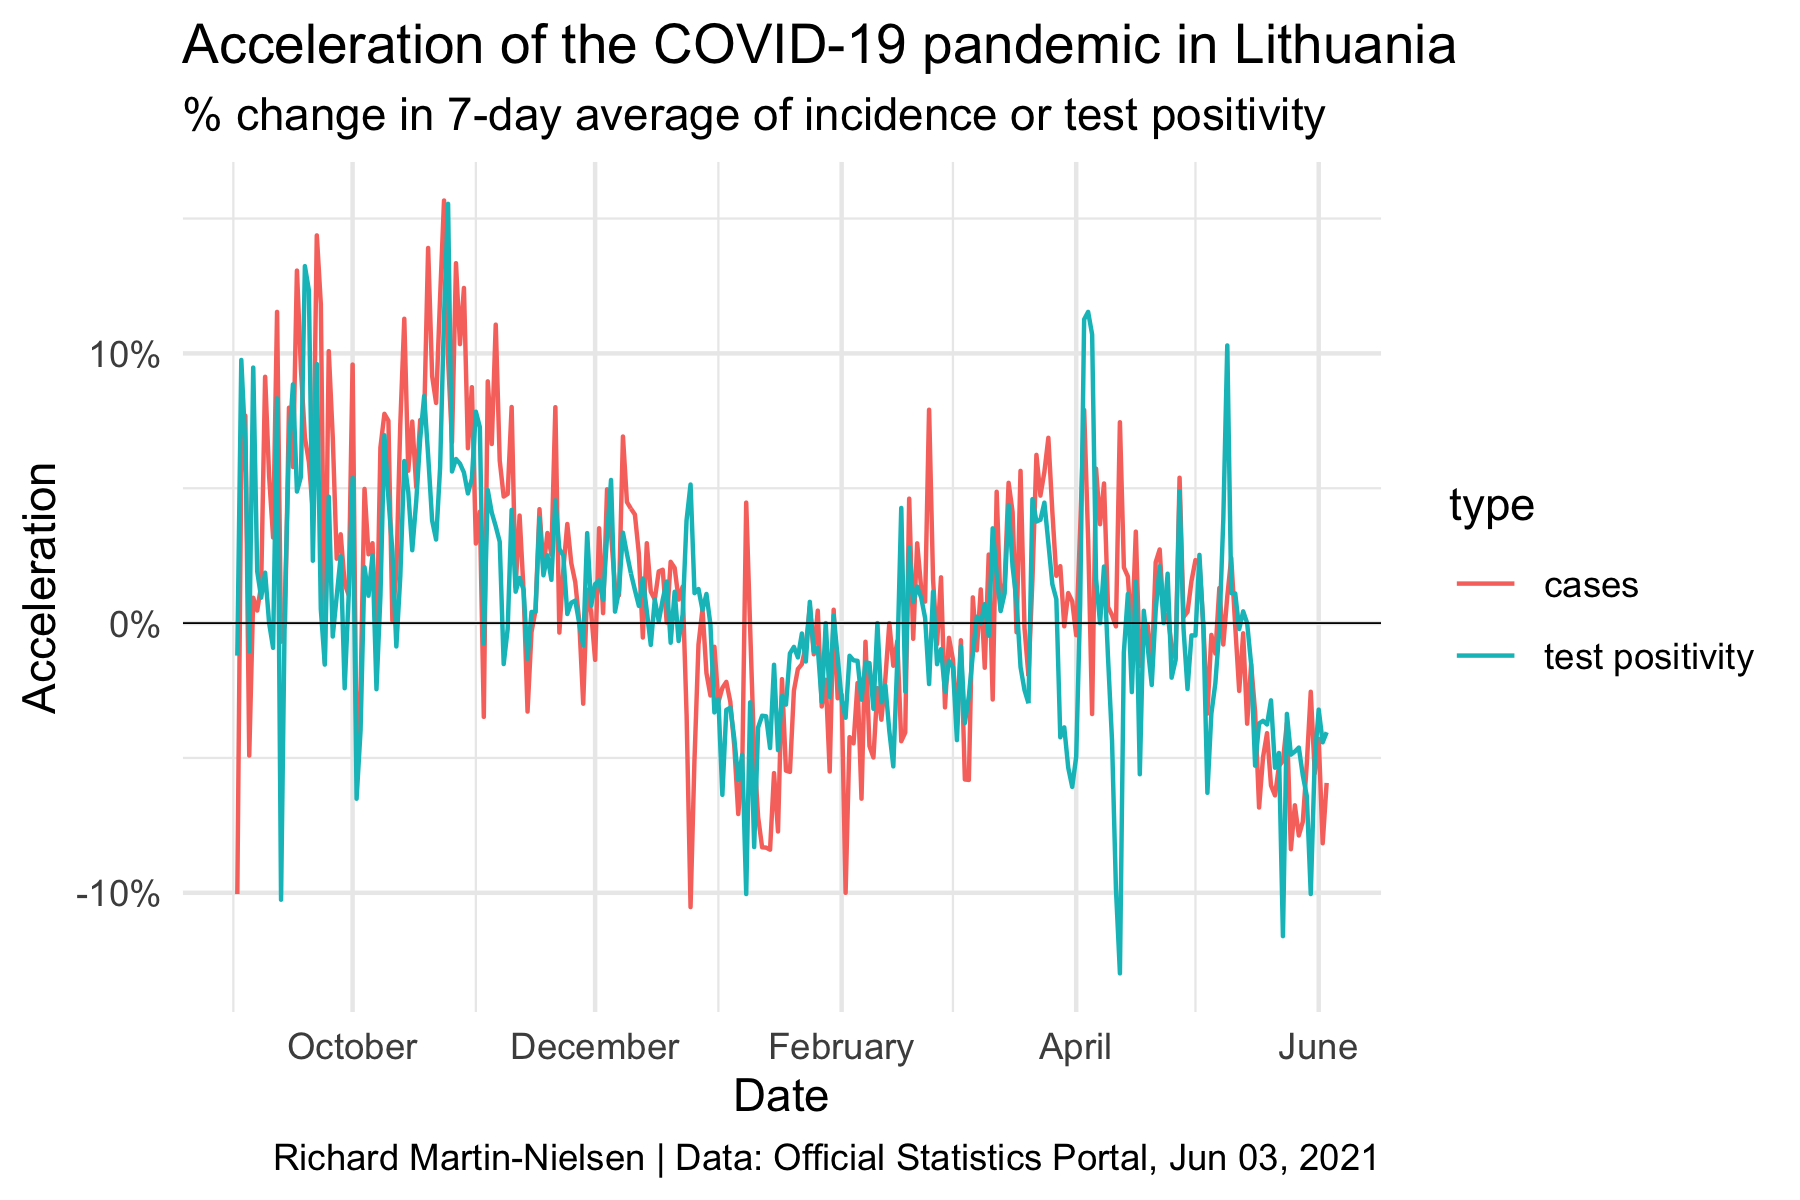 Acceleration of the COVID-19 pandemic in Lithuania
% change in 7-day average of incidence or test positivity
Acceleration
10%
0%
-10%
October
December
February
April
June
Date
type
cases
test positivity
Richard Martin-Nielsen | Data: Official Statistics Portal, Jun 03, 2021